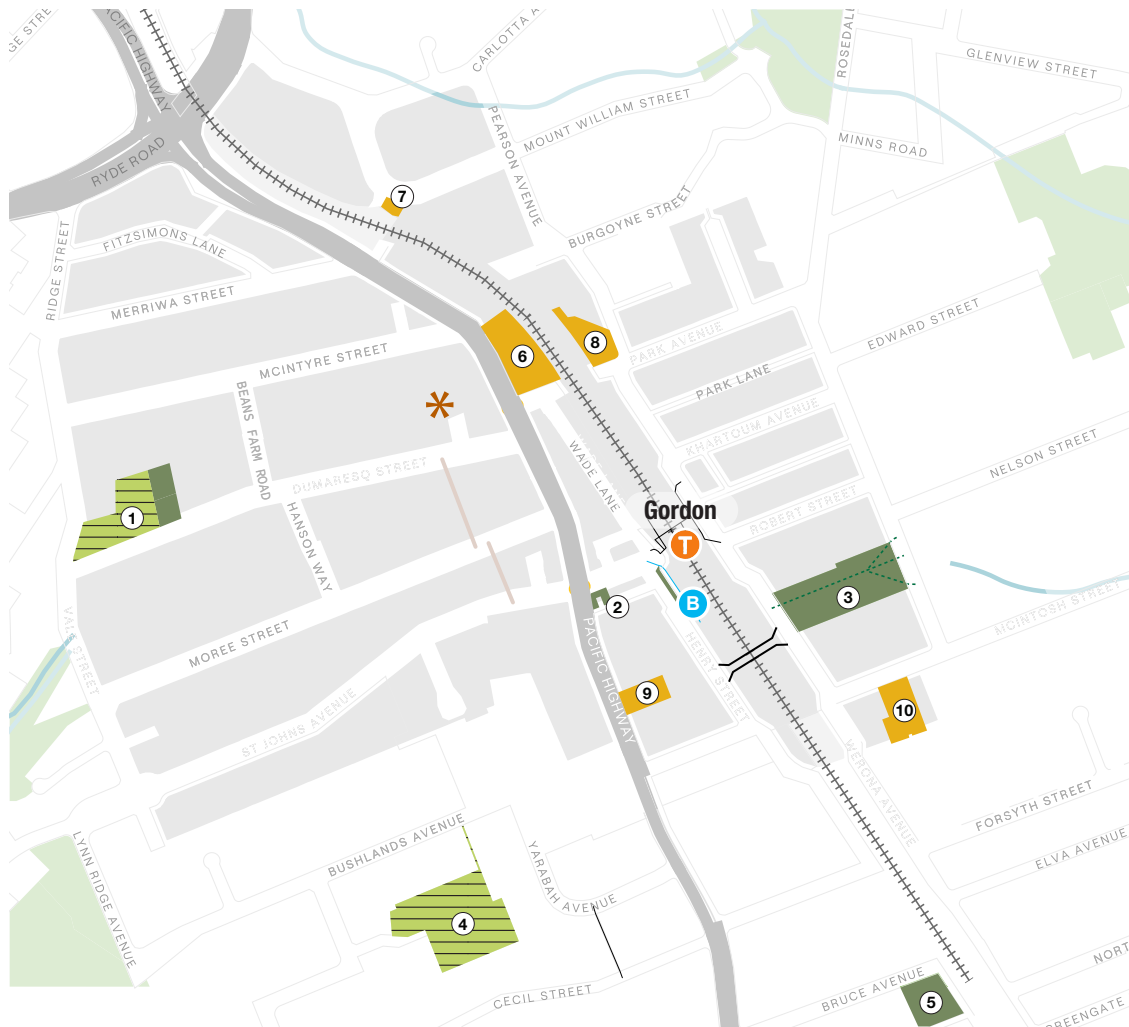 GE STREET
PACIFIC HIGHWAY
CARLOTTA A
ROSEDALE
GLENVIEW STREET
PEARSON AVENUE
MOUNT WILLIAM STREET
MINNS ROAD
RYDE ROAD
7
RIDGE STREET
FITZSIMONS LANE
BURGOYNE STREET
MERRIWA STREET
EDWARD STREET
8
6
PARK AVENUE
MCINTYRE STREET
PARK LANE
BEANS FARM ROAD
KHARTOUM AVENUE
NELSON STREET
WADE LANE
DUMARESQ STREET
HANSON WAY
Gordon
ROBERT STREET
1
T
3
B
2
MCINTOSH STREET
VALE STREET
MOREE STREET
PACIFIC HIGHWAY
HENRY STREET
9
10
ST JOHNS AVENUE
WERONA AVENUE
FORSYTH STREET
BUSHLANDS AVENUE
LYNN RIDGE AVENUE
YARABAH AVENUE
ELVA AVENUE
4
NORT
BRUCE AVENUE
CECIL STREET
5
GREENGATE